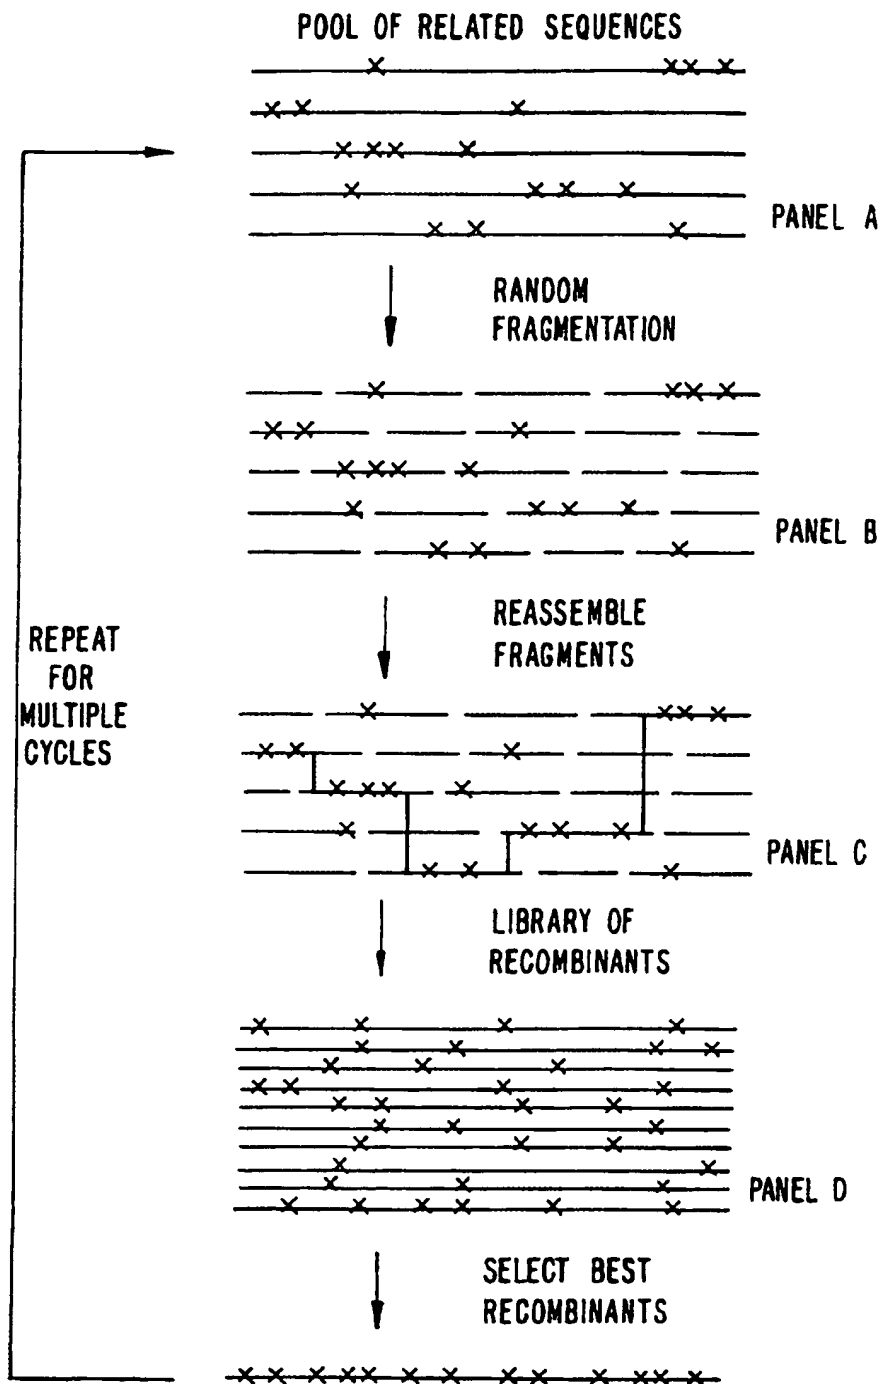 POOL OF RELATED SEQUENCES
PANEL A
RANDOM
FRAGMENTATION
PANEL B
REASSEMBLE
FRAGMENTS
REPEAT
FOR
MULTIPLE
CYCLES
PANEL C
LIBRARY OF
RECOMBINANTS
PANEL D
SELECT BEST
RECOMBINANTS